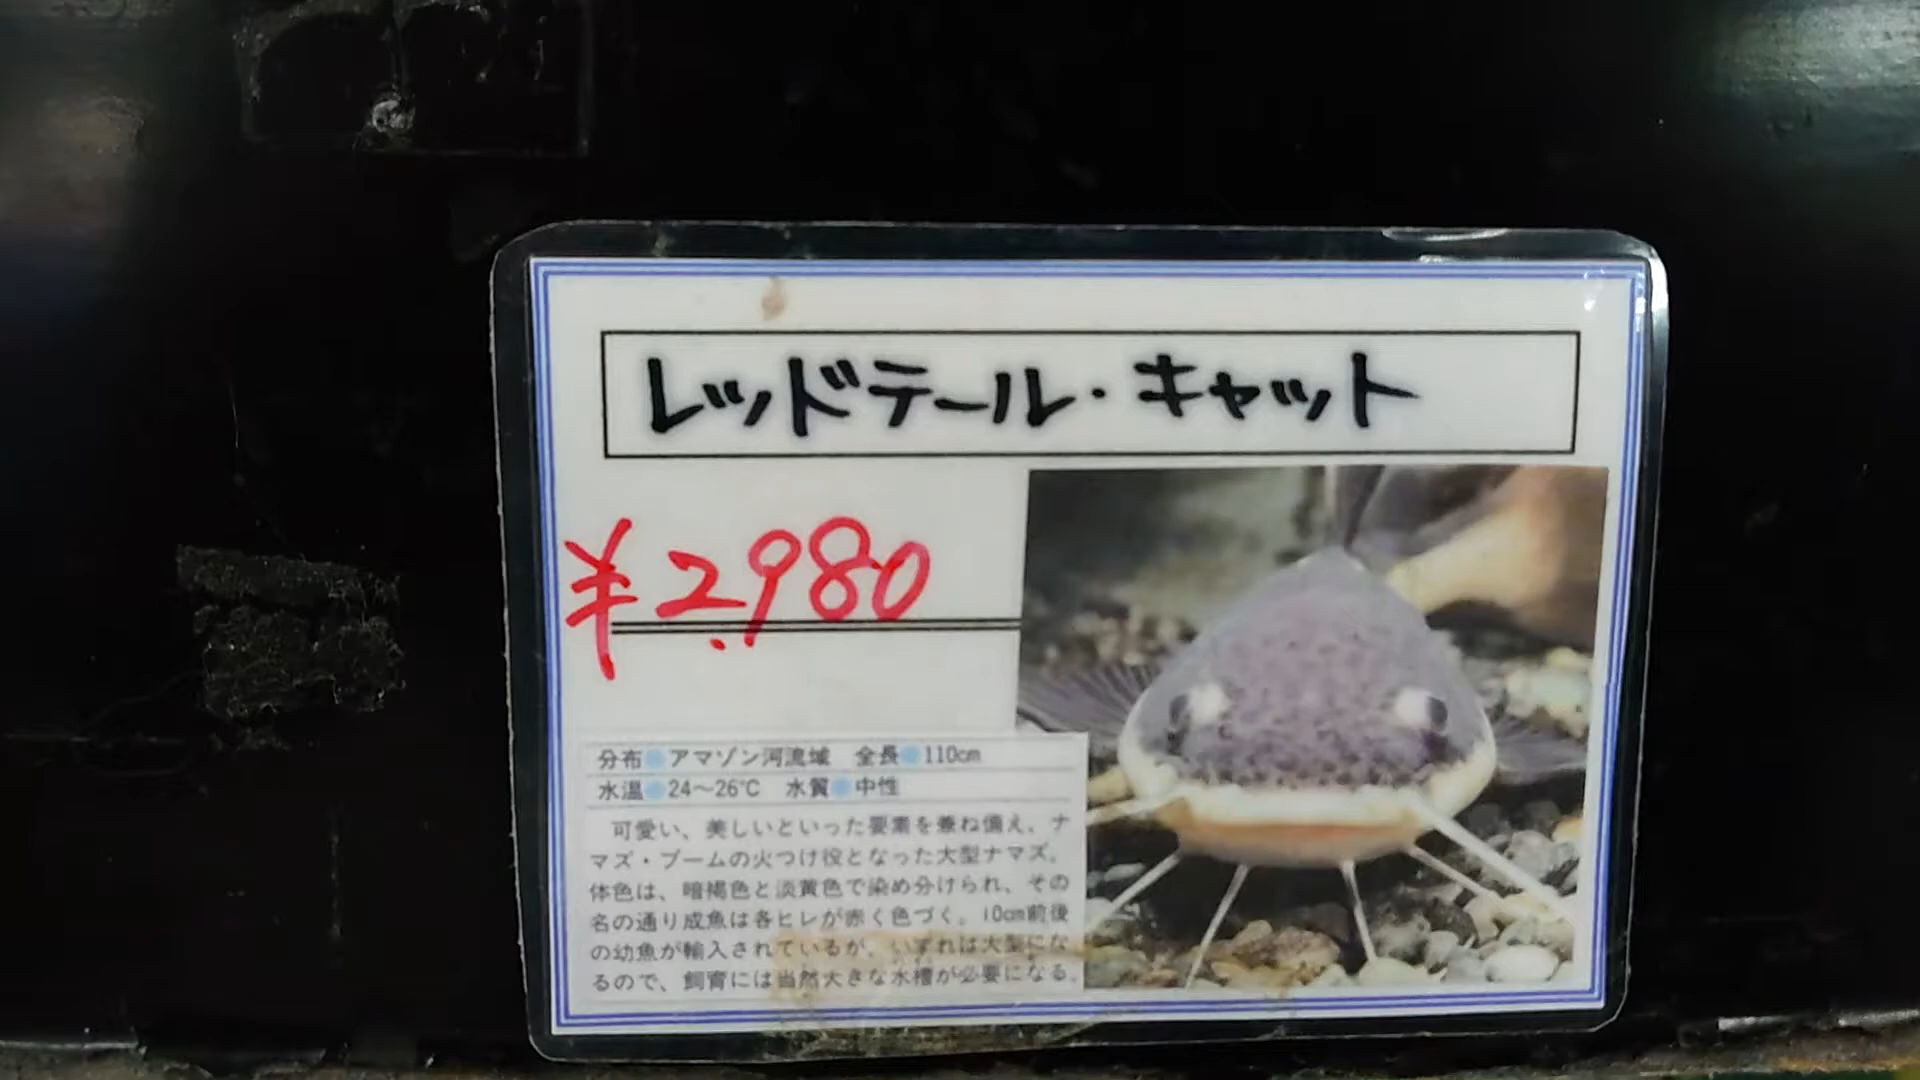 レッドテール・キャット
¥2,980
分布●アマゾン河流域 全長●110cm
水温●24〜26℃ 水質●中性
可愛い、美しいといった要素を兼ね備え、ナ
マズ・ブームの火つけ役となった大型ナマズ。
体色は、暗褐色と淡黄色で染め分けられ、その
名の通り成魚は各ヒレが赤く色づく。10cm前後
の幼魚が輸入されているが、いずれは大型にな
るので、飼育には当然大きな水槽が必要になる。